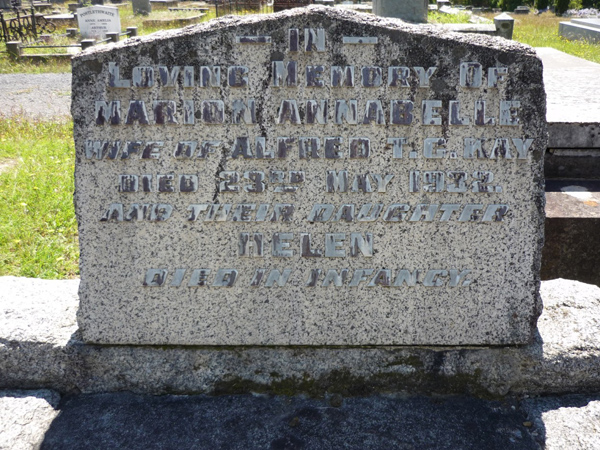 — IN —
LOVING MEMORY OF
MARION ANNABELLE
WIFE OF ALFRED T. G. KAY
DIED 23RD MAY 1932.
AND THEIR DAUGHTER
HELEN
DIED IN INFANCY.